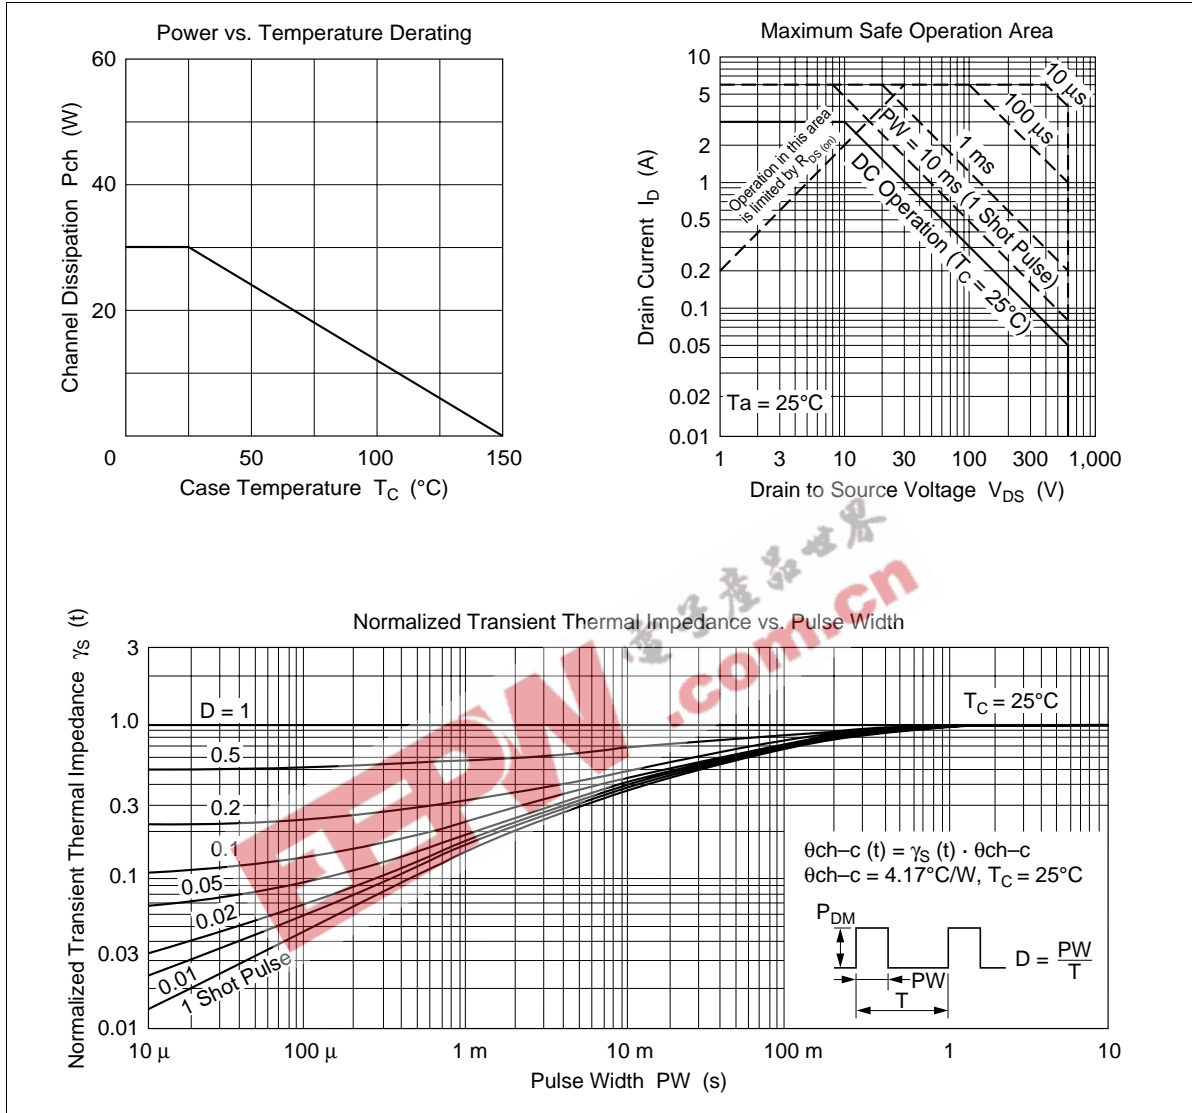 Power vs. Temperature Derating
Channel Dissipation Pch (W)
60
40
20
0
50
100
150
Case Temperature T_C (°C)
Maximum Safe Operation Area
Drain Current I_D (A)
10
5
2
1
0.5
0.2
0.1
0.05
0.02
0.01
10 μs
100 μs
1 ms
PW = 10 ms (1 Shot Pulse)
DC Operation (T_C = 25°C)
Operation in this area
is limited by R_DS (on)
Ta = 25°C
1
3
10
30
100
300
1,000
Drain to Source Voltage V_DS (V)
Normalized Transient Thermal Impedance vs. Pulse Width
Normalized Transient Thermal Impedance γ_S (t)
3
1.0
0.3
0.1
0.03
0.01
D = 1
0.5
0.2
0.1
0.05
0.02
0.01
1 Shot Pulse
T_C = 25°C
θch–c (t) = γ_S (t) · θch–c
θch–c = 4.17°C/W, T_C = 25°C
P_DM
PW
T
D = PW/T
10 μ
100 μ
1 m
10 m
100 m
1
10
Pulse Width PW (s)
EEPW.com.cn
電子產品世界